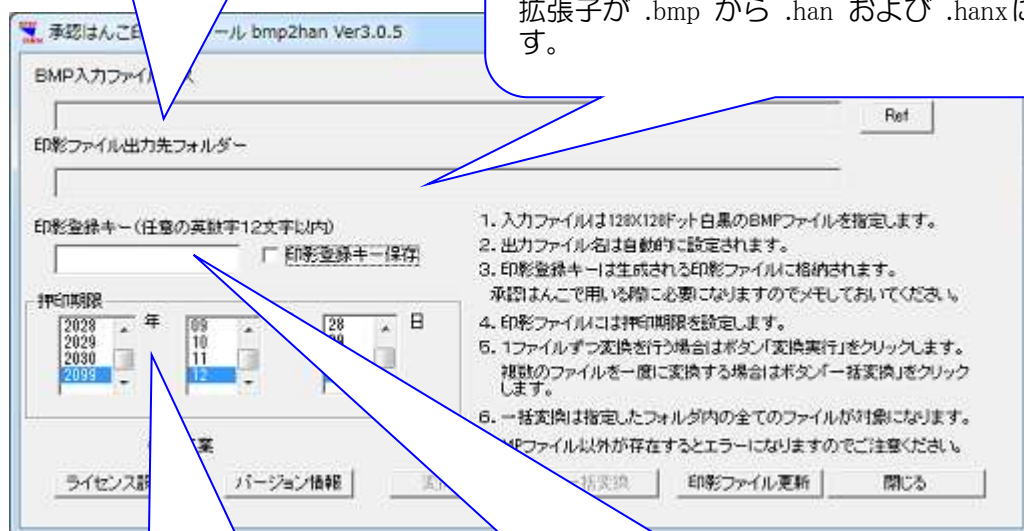 拡張子が .bmp から .han および .hanxに
す。
承認はんこ印 ール bmp2han Ver3.0.5
BMP入力ファイル
Ref
印影ファイル出力先フォルダー
印影登録キー(任意の英数字12文字以内)
印影登録キー保存
押印期限
2028
2029
2030
2099
年
09
10
11
12
28
日
1. 入力ファイルは128X128ドット白黒のBMPファイルを指定します。
2. 出力ファイル名は自動的に設定されます。
3. 印影登録キーは生成される印影ファイルに格納されます。
承認はんこで用いる際に必要になりますのでメモしておいてください。
4. 印影ファイルには押印期限を設定します。
5. 1ファイルずつ変換を行う場合はボタン「変換実行」をクリックします。
複数のファイルを一度に変換する場合はボタン「一括変換」をクリック
します。
6. 一括変換は指定したフォルダ内の全てのファイルが対象になります。
MPファイル以外が存在するとエラーになりますのでご注意ください。
業
ライセンス
バージョン情報
一括変換
印影ファイル更新
閉じる